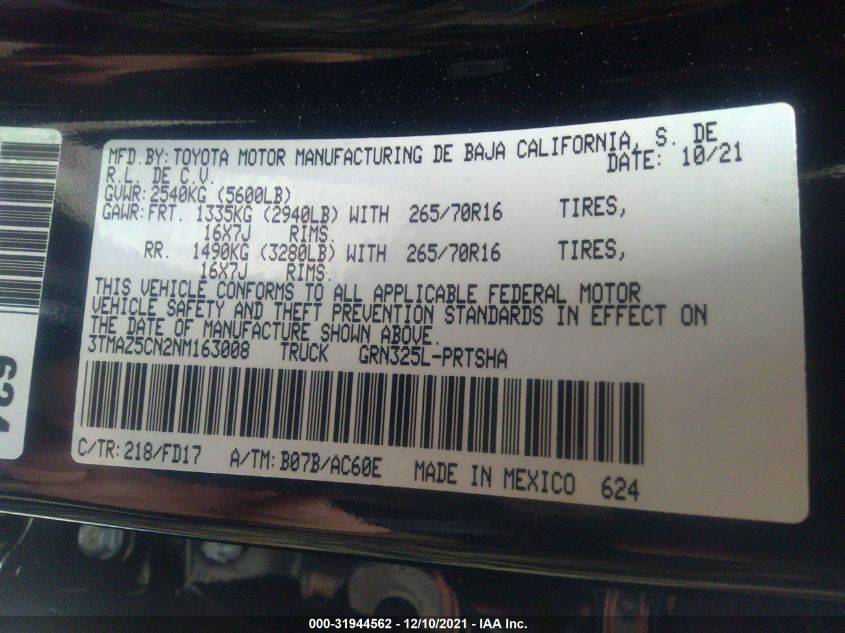 MFD.BY:TOYOTA MOTOR MANUFACTURING DE BAJA CALIFORNIA, S. DE
R.L. DE C.V. DATE: 10/21
GVWR:2540KG (5600LB)
GAWR:FRT. 1335KG (2940LB) WITH 265/70R16 TIRES,
16X7J RIMS.
RR. 1490KG (3280LB) WITH 265/70R16 TIRES,
16X7J RIMS.
THIS VEHICLE CONFORMS TO ALL APPLICABLE FEDERAL MOTOR
VEHICLE SAFETY AND THEFT PREVENTION STANDARDS IN EFFECT ON
THE DATE OF MANUFACTURE SHOWN ABOVE.
3TMAZ5CN2NM163008 TRUCK GRN325L-PRTSHA
C/TR:218/FD17 A/TM:B07B/AC60E MADE IN MEXICO 624
624
000-31944562 - 12/10/2021 - IAA Inc.